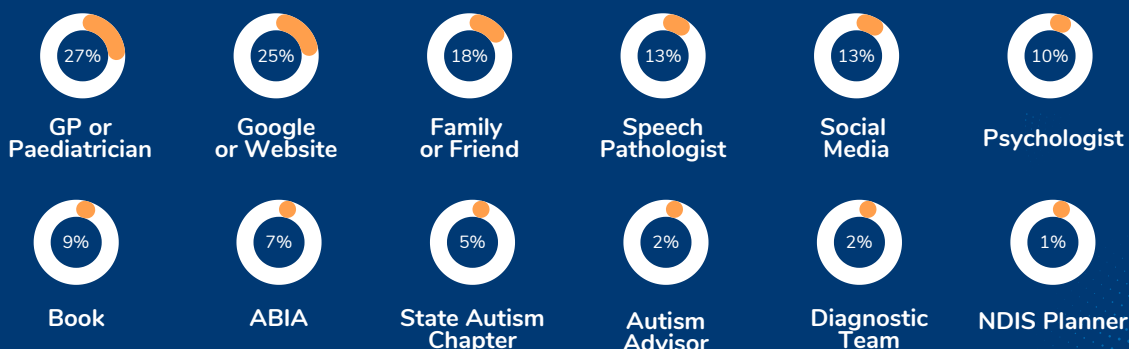 27%
25%
18%
13%
13%
10%
GP or
Paediatrician
Google
or Website
Family
or Friend
Speech
Pathologist
Social
Media
Psychologist
9%
7%
5%
2%
2%
1%
Book
ABIA
State Autism
Chapter
Autism
Advisor
Diagnostic
Team
NDIS Planner